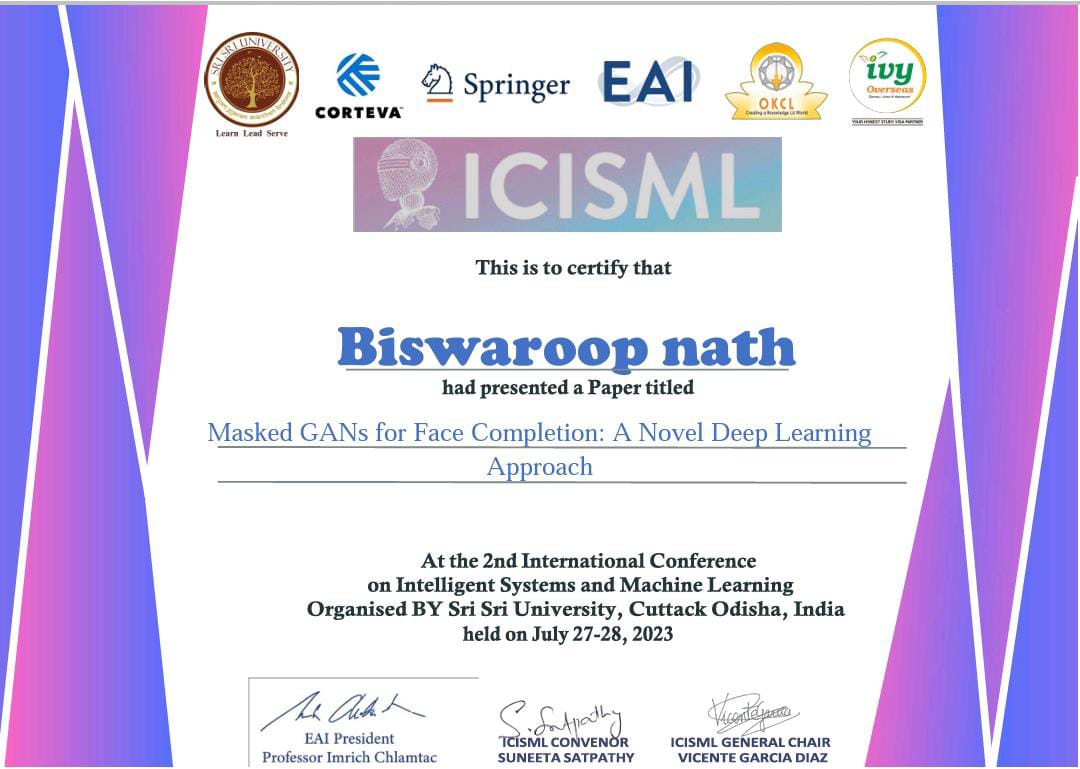 SRI SRI UNIVERSITY
Learn Lead Serve
CORTEVA™
Springer
EAI
OKCL
Creating a Knowledge Lit World
ivy
Overseas
YOUR HONEST STUDY VISA PARTNER
ICISML
This is to certify that
Biswaroop nath
had presented a Paper titled
Masked GANs for Face Completion: A Novel Deep Learning
Approach
At the 2nd International Conference
on Intelligent Systems and Machine Learning
Organised BY Sri Sri University, Cuttack Odisha, India
held on July 27-28, 2023
EAI President
Professor Imrich Chlamtac
S. Satpathy
ICISML CONVENOR
SUNEETA SATPATHY
ICISML GENERAL CHAIR
VICENTE GARCIA DIAZ